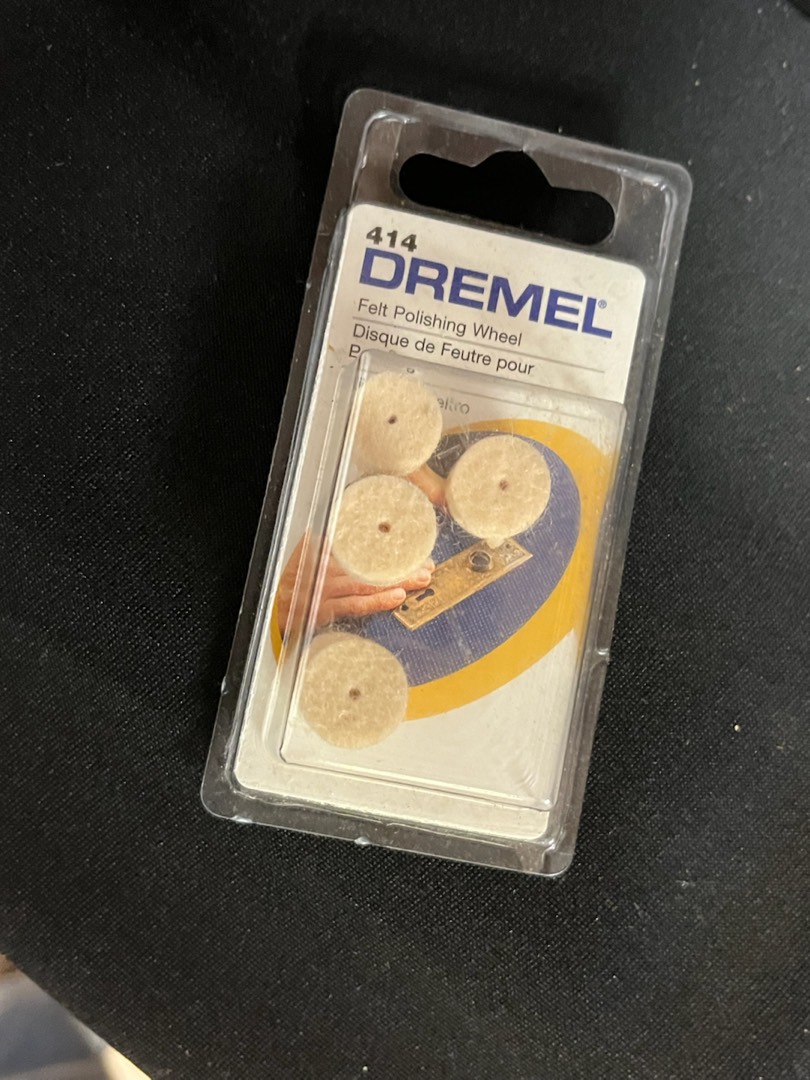 414
DREMEL®
Felt Polishing Wheel
Disque de Feutre pour